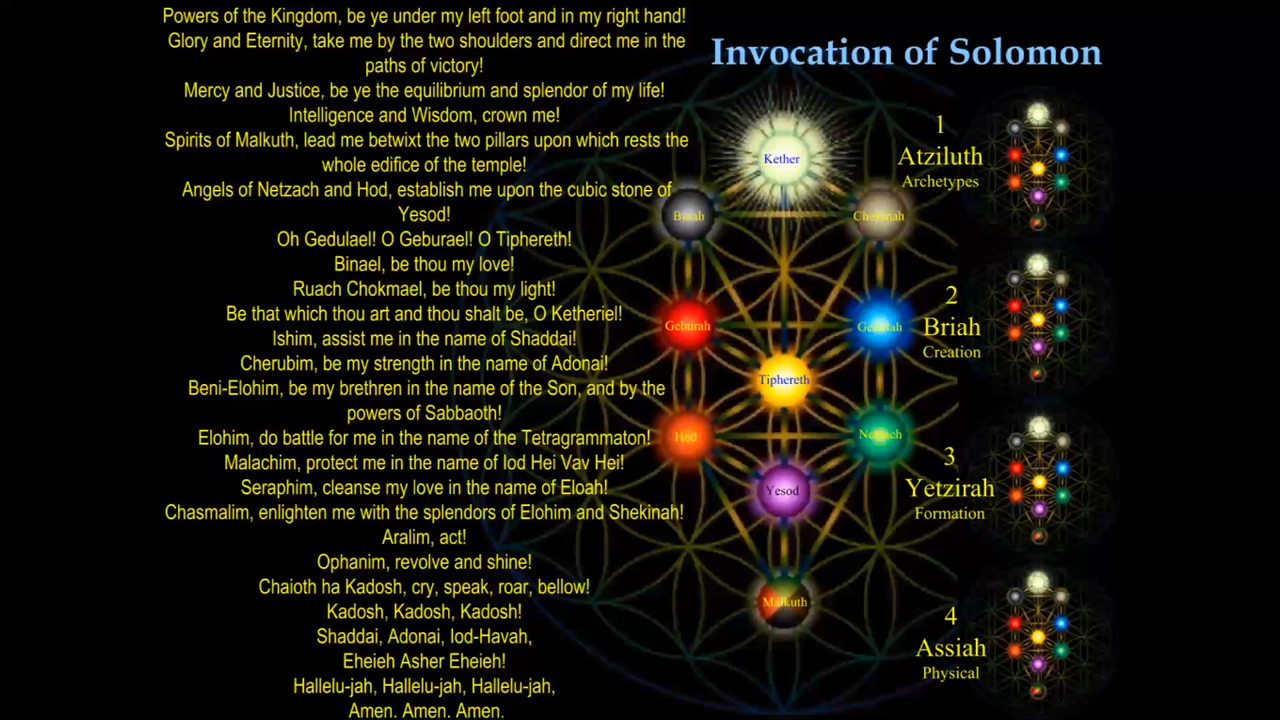 Powers of the Kingdom, be ye under my left foot and in my right hand!
Glory and Eternity, take me by the two shoulders and direct me in the
paths of victory!
Mercy and Justice, be ye the equilibrium and splendor of my life!
Intelligence and Wisdom, crown me!
Spirits of Malkuth, lead me betwixt the two pillars upon which rests the
whole edifice of the temple!
Angels of Netzach and Hod, establish me upon the cubic stone of
Yesod!
Oh Gedulael! O Geburael! O Tiphereth!
Binael, be thou my love!
Ruach Chokmael, be thou my light!
Be that which thou art and thou shalt be, O Ketheriel!
Ishim, assist me in the name of Shaddai!
Cherubim, be my strength in the name of Adonai!
Beni-Elohim, be my brethren in the name of the Son, and by the
powers of Sabbaoth!
Elohim, do battle for me in the name of the Tetragrammaton!
Malachim, protect me in the name of Iod Hei Vav Hei!
Seraphim, cleanse my love in the name of Eloah!
Chasmalim, enlighten me with the splendors of Elohim and Shekinah!
Aralim, act!
Ophanim, revolve and shine!
Chaioth ha Kadosh, cry, speak, roar, bellow!
Kadosh, Kadosh, Kadosh!
Shaddai, Adonai, Iod-Havah,
Eheieh Asher Eheieh!
Hallelu-jah, Hallelu-jah, Hallelu-jah,
Amen. Amen. Amen.
Invocation of Solomon
Kether
Binah
Chokmah
Geburah
Gedulah
Tiphereth
Hod
Netzach
Yesod
Malkuth
1
Atziluth
Archetypes
2
Briah
Creation
3
Yetzirah
Formation
4
Assiah
Physical